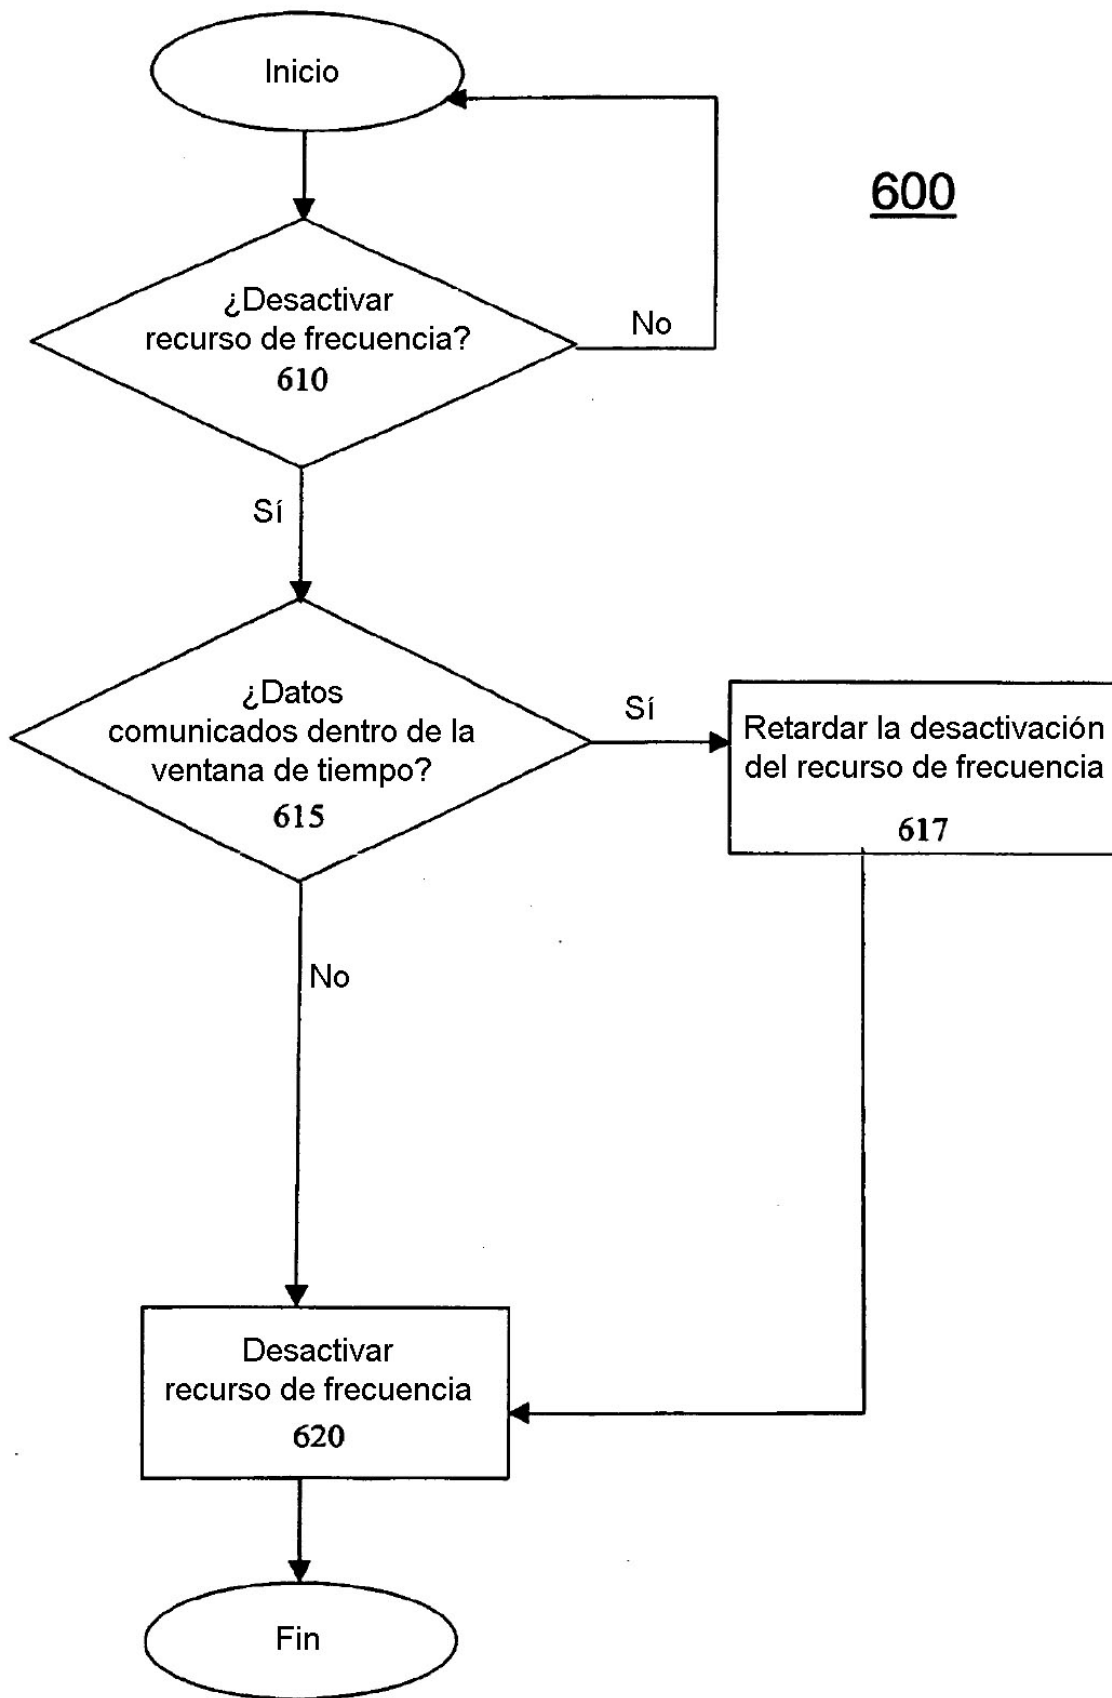 Inicio
600
¿Desactivar
recurso de frecuencia?
610
No
Sí
¿Datos
comunicados dentro de la
ventana de tiempo?
615
Sí
Retardar la desactivación
del recurso de frecuencia
617
No
Desactivar
recurso de frecuencia
620
Fin